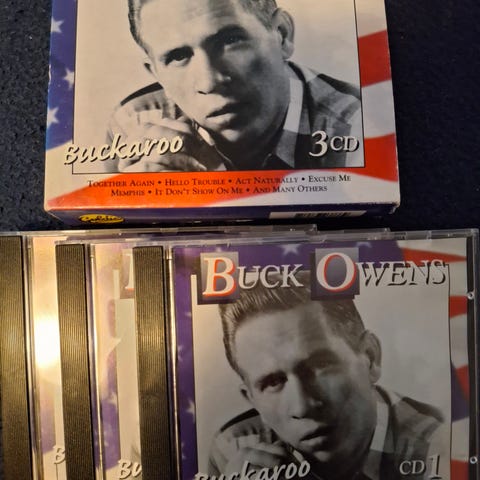 Buckaroo
3CD
TOGETHER AGAIN • HELLO TROUBLE • ACT NATURALLY • EXCUSE ME
MEMPHIS • IT DON'T SHOW ON ME • AND MANY OTHERS
BUCK OWENS
Buckaroo
CD 1
B
Bu